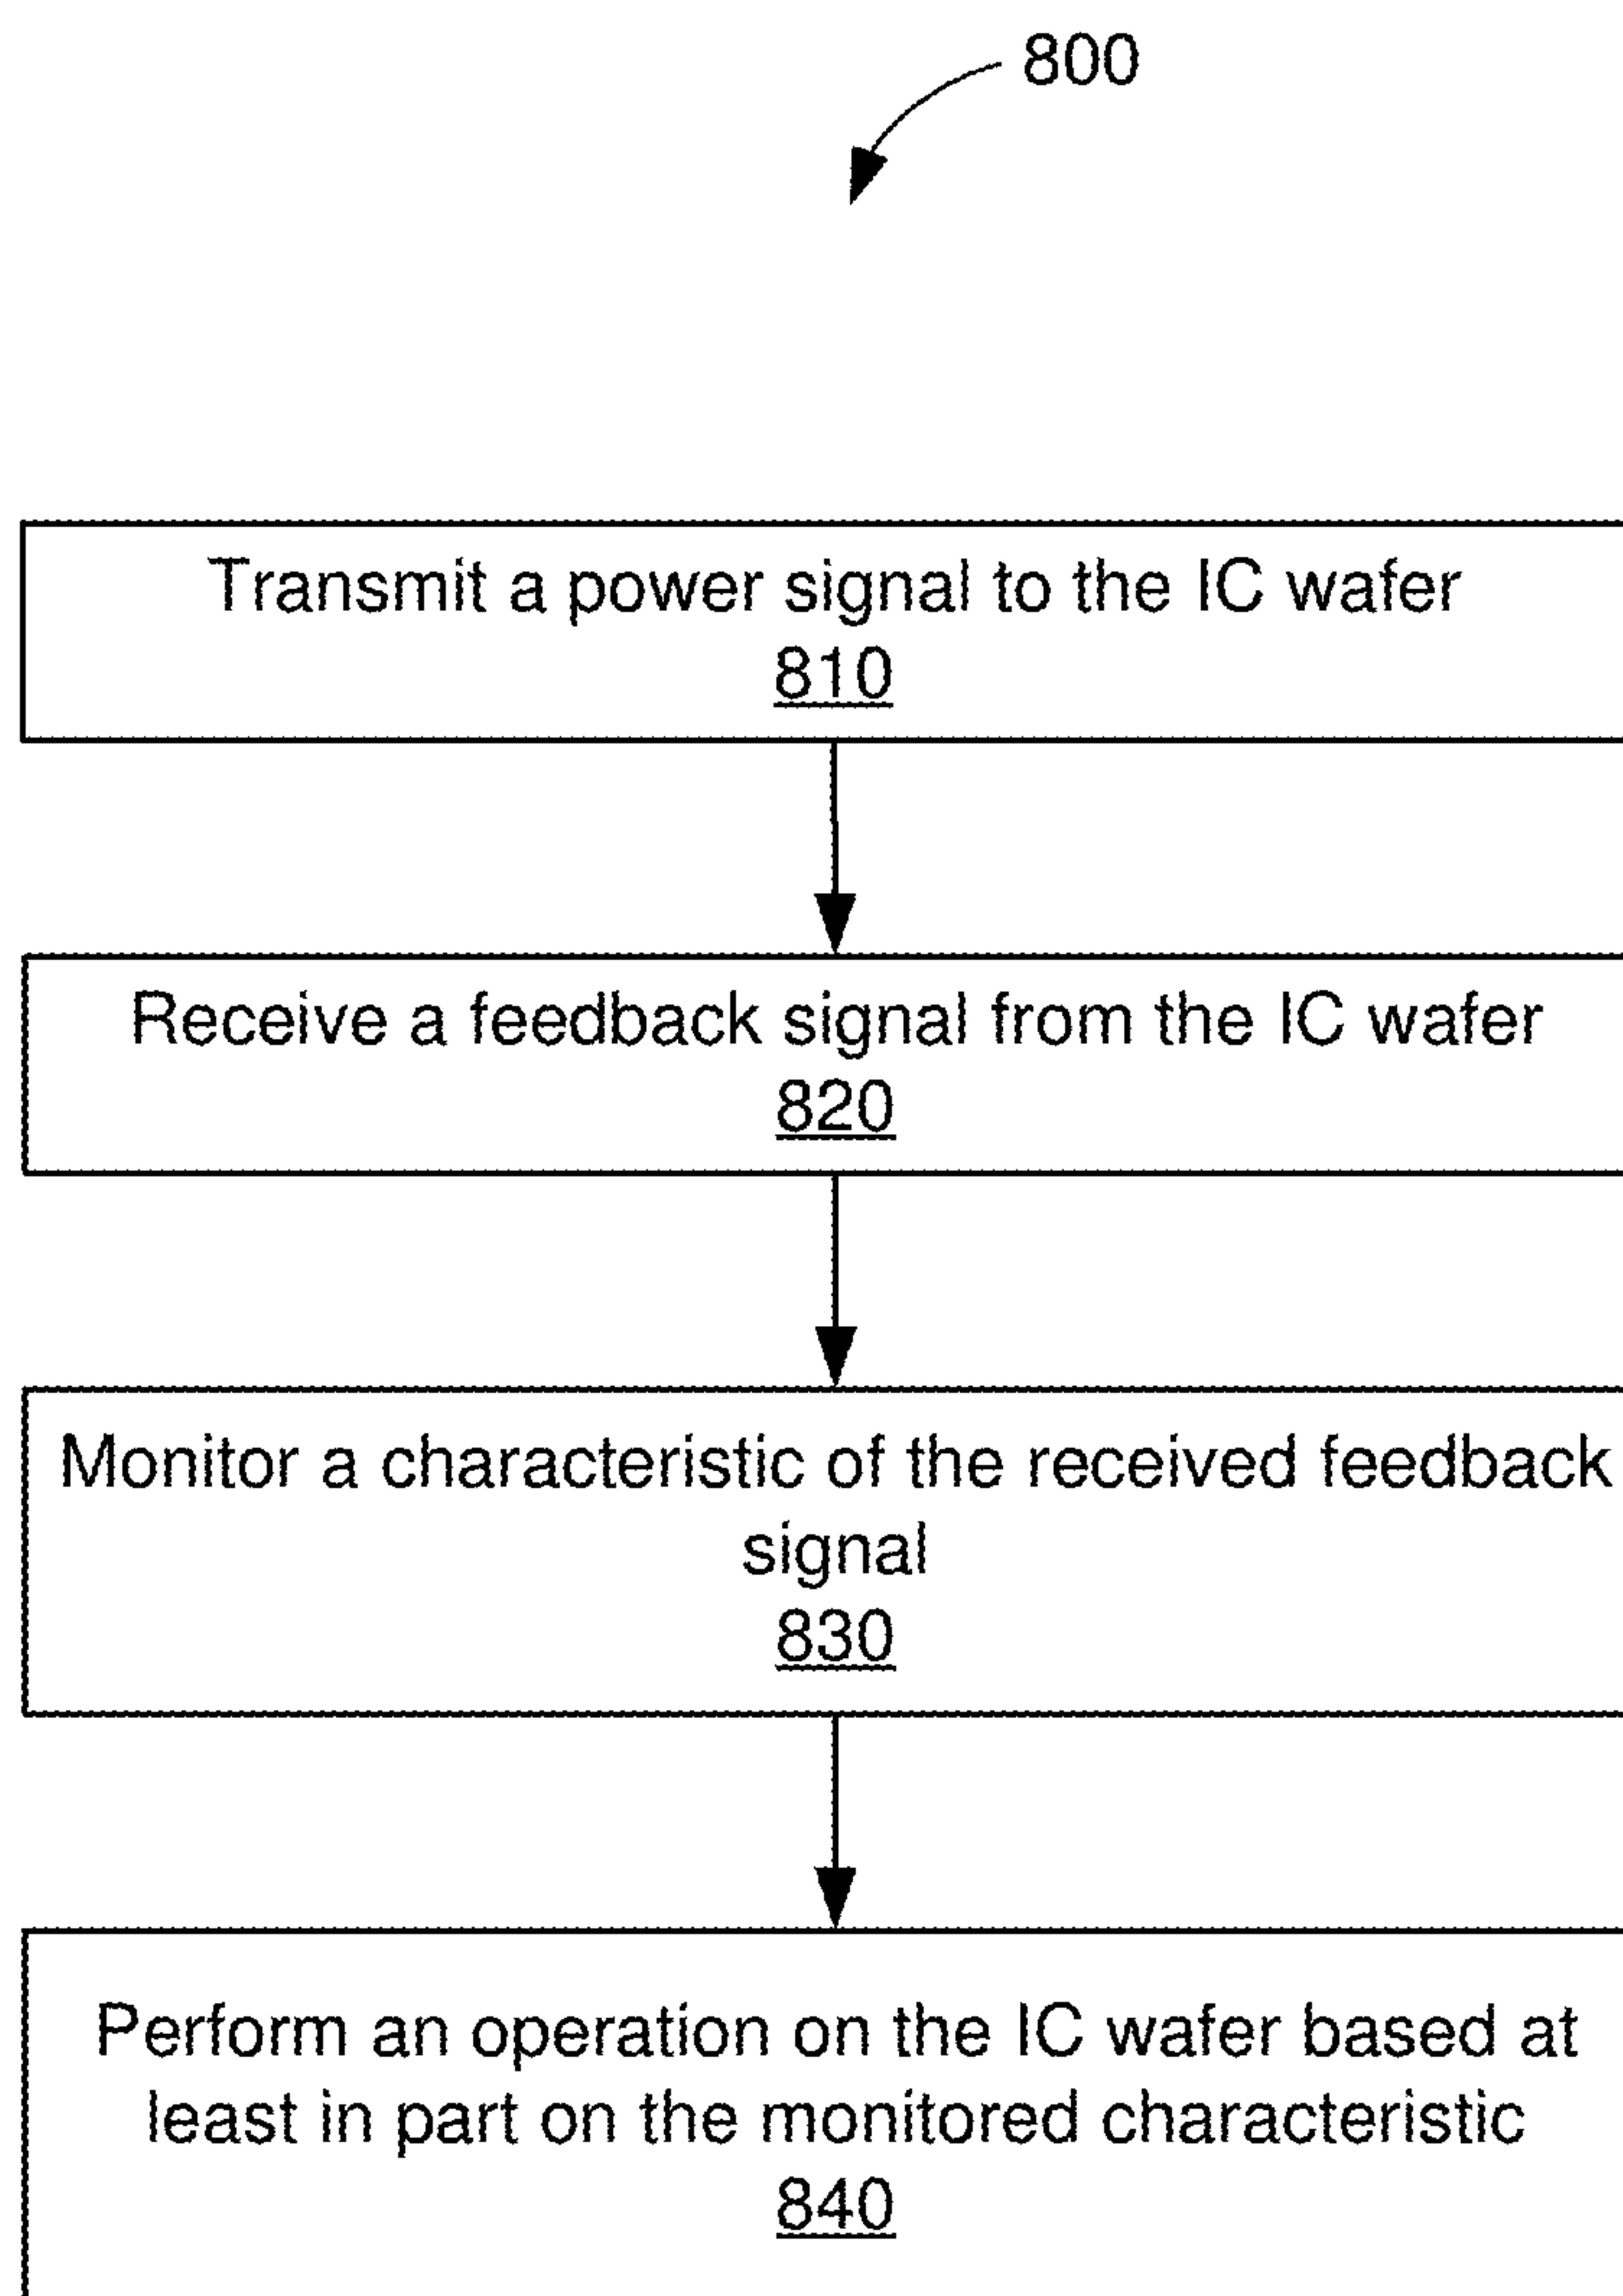 800
Transmit a power signal to the IC wafer
810
Receive a feedback signal from the IC wafer
820
Monitor a characteristic of the received feedback
signal
830
Perform an operation on the IC wafer based at
least in part on the monitored characteristic
840